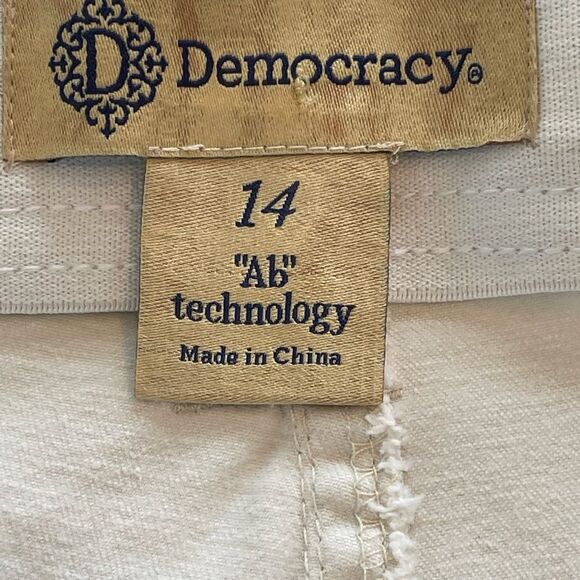 D Democracy®
14
"Ab"
technology
Made in China